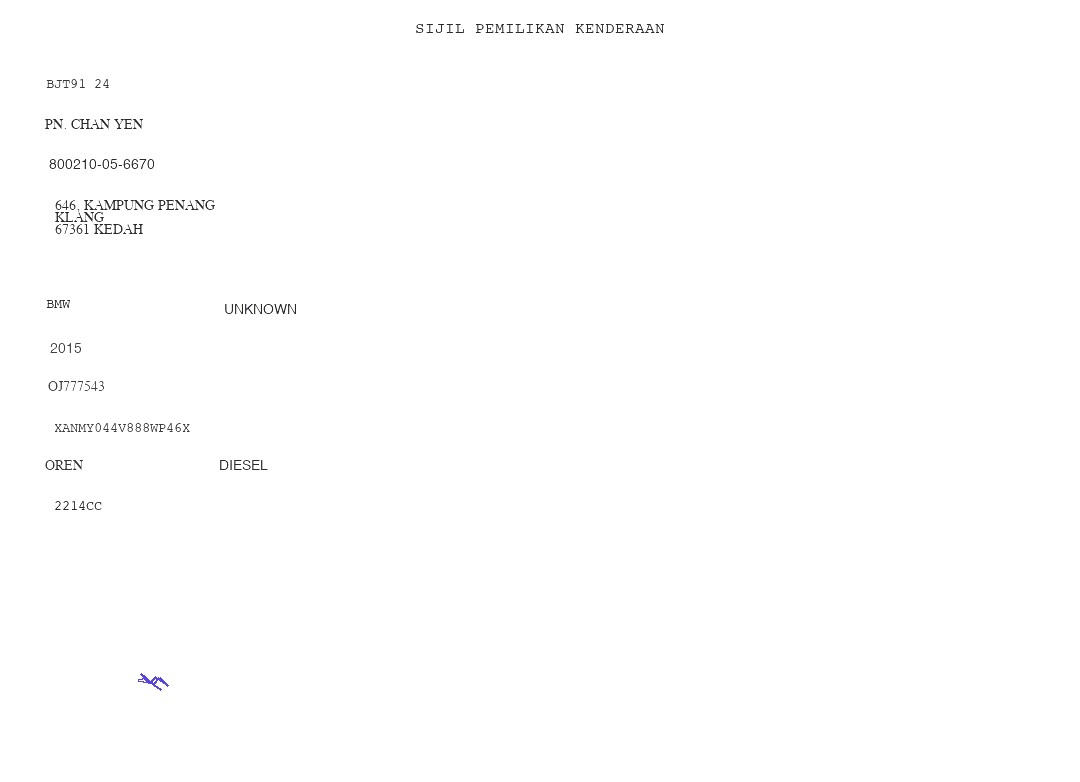 SIJIL PEMILIKAN KENDERAAN
BJT91 24
PN. CHAN YEN
800210-05-6670
646, KAMPUNG PENANG
KLANG
67361 KEDAH
BMW UNKNOWN
2015
OJ777543
XANMY044V888WP46X
OREN DIESEL
2214CC